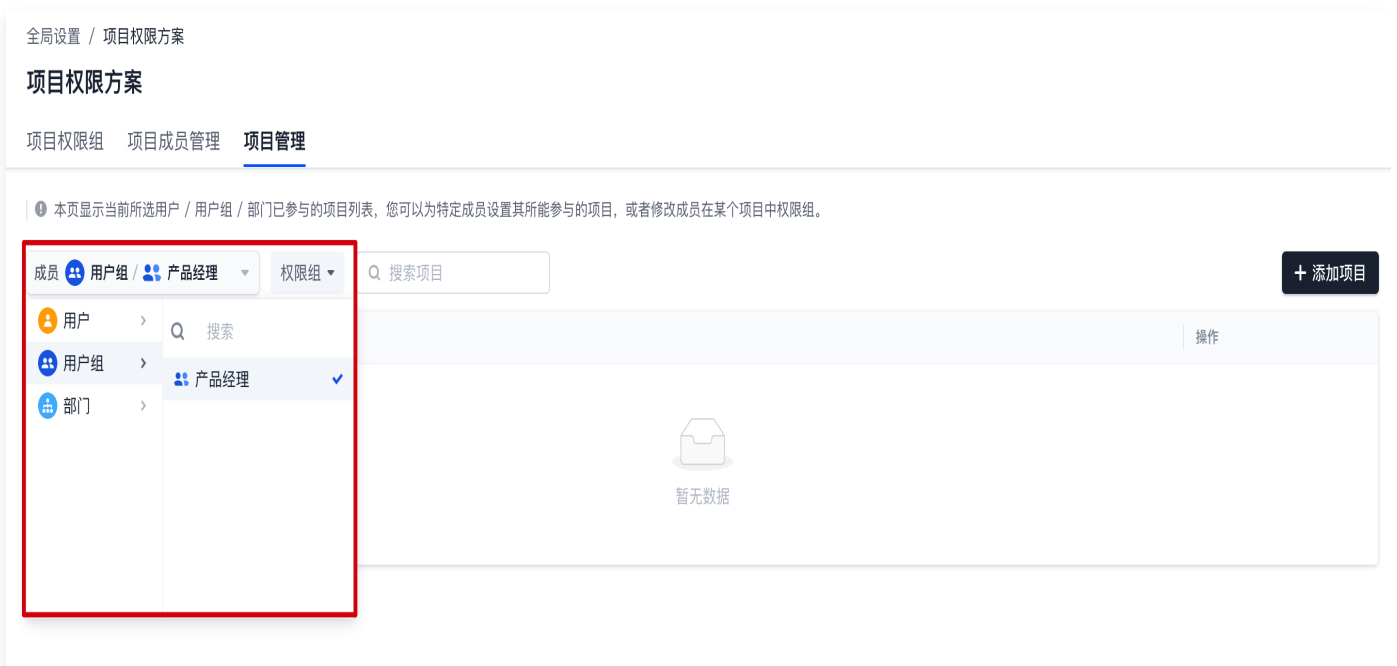 全局设置 / 项目权限方案
项目权限方案
项目权限组 项目成员管理 项目管理
本页显示当前所选用户 / 用户组 / 部门已参与的项目列表，您可以为特定成员设置其所能参与的项目，或者修改成员在某个项目中权限组。
成员 用户组 / 产品经理 权限组 搜索项目 + 添加项目
用户 搜索
操作
用户组 产品经理
部门
暂无数据